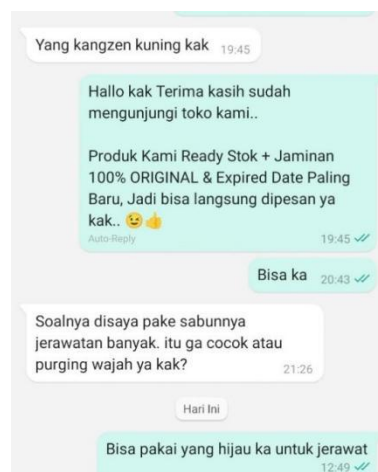 Yang kangzen kuning kak 19:45
Hallo kak Terima kasih sudah
mengunjungi toko kami..
Produk Kami Ready Stok + Jaminan
100% ORIGINAL & Expired Date Paling
Baru, Jadi bisa langsung dipesan ya
kak.. 😉👍
Auto-Reply 19:45
Bisa ka 20:43
Soalnya disaya pake sabunnya
jerawatan banyak. itu ga cocok atau
purging wajah ya kak? 21:26
Hari Ini
Bisa pakai yang hijau ka untuk jerawat
12:49